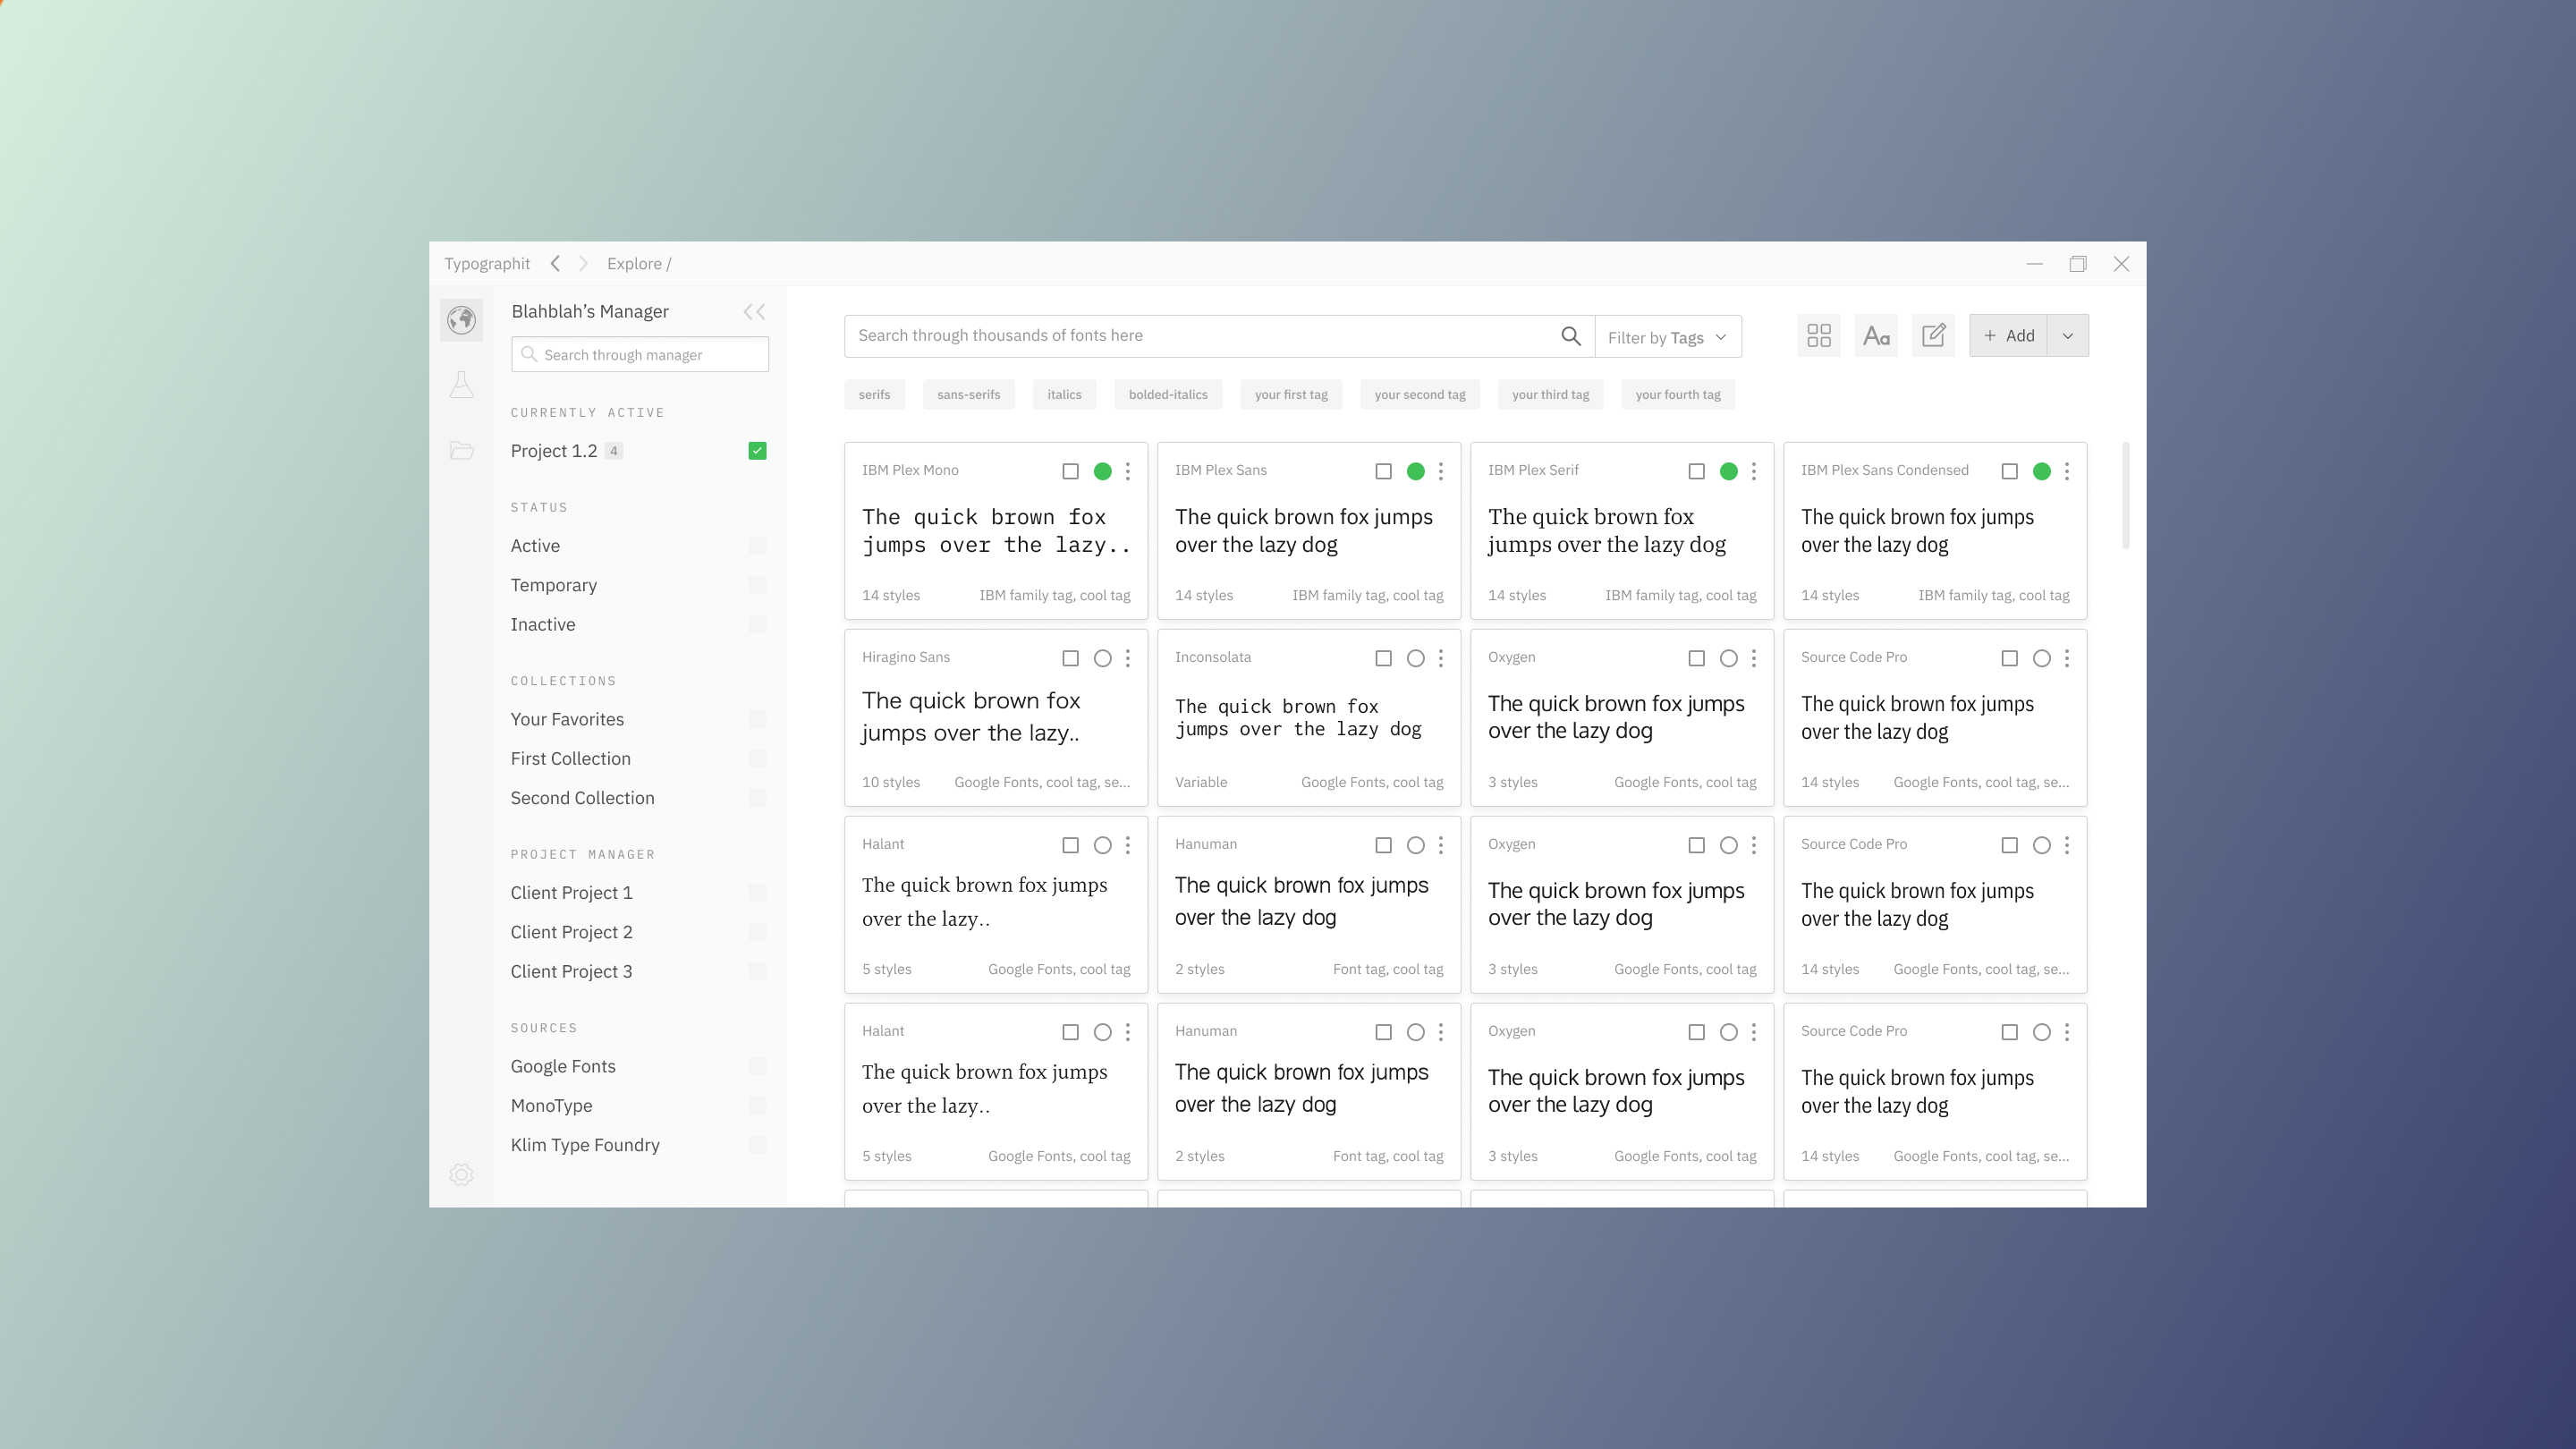 Typographit
Explore /
Blahblah’s Manager
Search through manager
CURRENTLY ACTIVE
Project 1.2 4
STATUS
Active
Temporary
Inactive
COLLECTIONS
Your Favorites
First Collection
Second Collection
PROJECT MANAGER
Client Project 1
Client Project 2
Client Project 3
SOURCES
Google Fonts
MonoType
Klim Type Foundry
Search through thousands of fonts here
Filter by Tags
Aa
+ Add
serifs
sans-serifs
italics
bolded-italics
your first tag
your second tag
your third tag
your fourth tag
IBM Plex Mono
The quick brown fox
jumps over the lazy..
14 styles
IBM family tag, cool tag
IBM Plex Sans
The quick brown fox jumps
over the lazy dog
14 styles
IBM family tag, cool tag
IBM Plex Serif
The quick brown fox
jumps over the lazy dog
14 styles
IBM family tag, cool tag
IBM Plex Sans Condensed
The quick brown fox jumps
over the lazy dog
14 styles
IBM family tag, cool tag
Hiragino Sans
The quick brown fox
jumps over the lazy..
10 styles
Google Fonts, cool tag, se...
Inconsolata
The quick brown fox
jumps over the lazy dog
Variable
Google Fonts, cool tag
Oxygen
The quick brown fox jumps
over the lazy dog
3 styles
Google Fonts, cool tag
Source Code Pro
The quick brown fox jumps
over the lazy dog
14 styles
Google Fonts, cool tag, se...
Halant
The quick brown fox jumps
over the lazy..
5 styles
Google Fonts, cool tag
Hanuman
The quick brown fox jumps
over the lazy dog
2 styles
Font tag, cool tag
Oxygen
The quick brown fox jumps
over the lazy dog
3 styles
Google Fonts, cool tag
Source Code Pro
The quick brown fox jumps
over the lazy dog
14 styles
Google Fonts, cool tag, se...
Halant
The quick brown fox jumps
over the lazy..
5 styles
Google Fonts, cool tag
Hanuman
The quick brown fox jumps
over the lazy dog
2 styles
Font tag, cool tag
Oxygen
The quick brown fox jumps
over the lazy dog
3 styles
Google Fonts, cool tag
Source Code Pro
The quick brown fox jumps
over the lazy dog
14 styles
Google Fonts, cool tag, se...